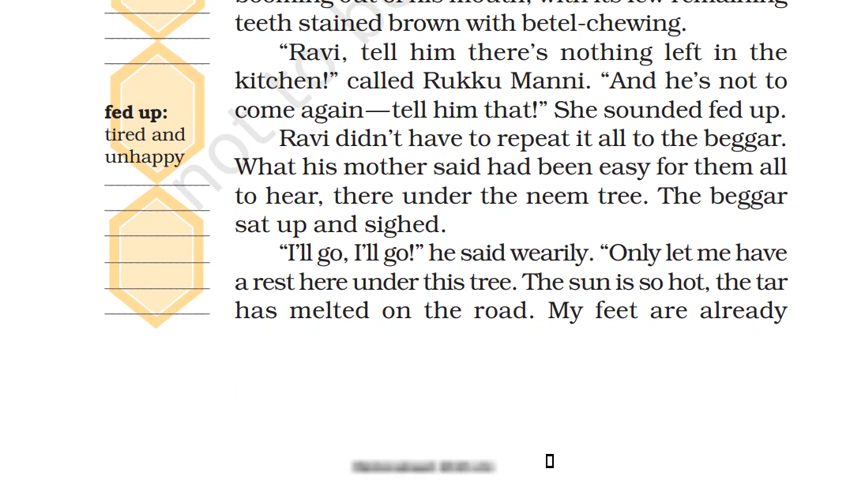 teeth stained brown with betel-chewing.
“Ravi, tell him there’s nothing left in the
kitchen!” called Rukku Manni. “And he’s not to
come again—tell him that!” She sounded fed up.
Ravi didn’t have to repeat it all to the beggar.
What his mother said had been easy for them all
to hear, there under the neem tree. The beggar
sat up and sighed.
“I’ll go, I’ll go!” he said wearily. “Only let me have
a rest here under this tree. The sun is so hot, the tar
has melted on the road. My feet are already
fed up:
tired and
unhappy
not to be